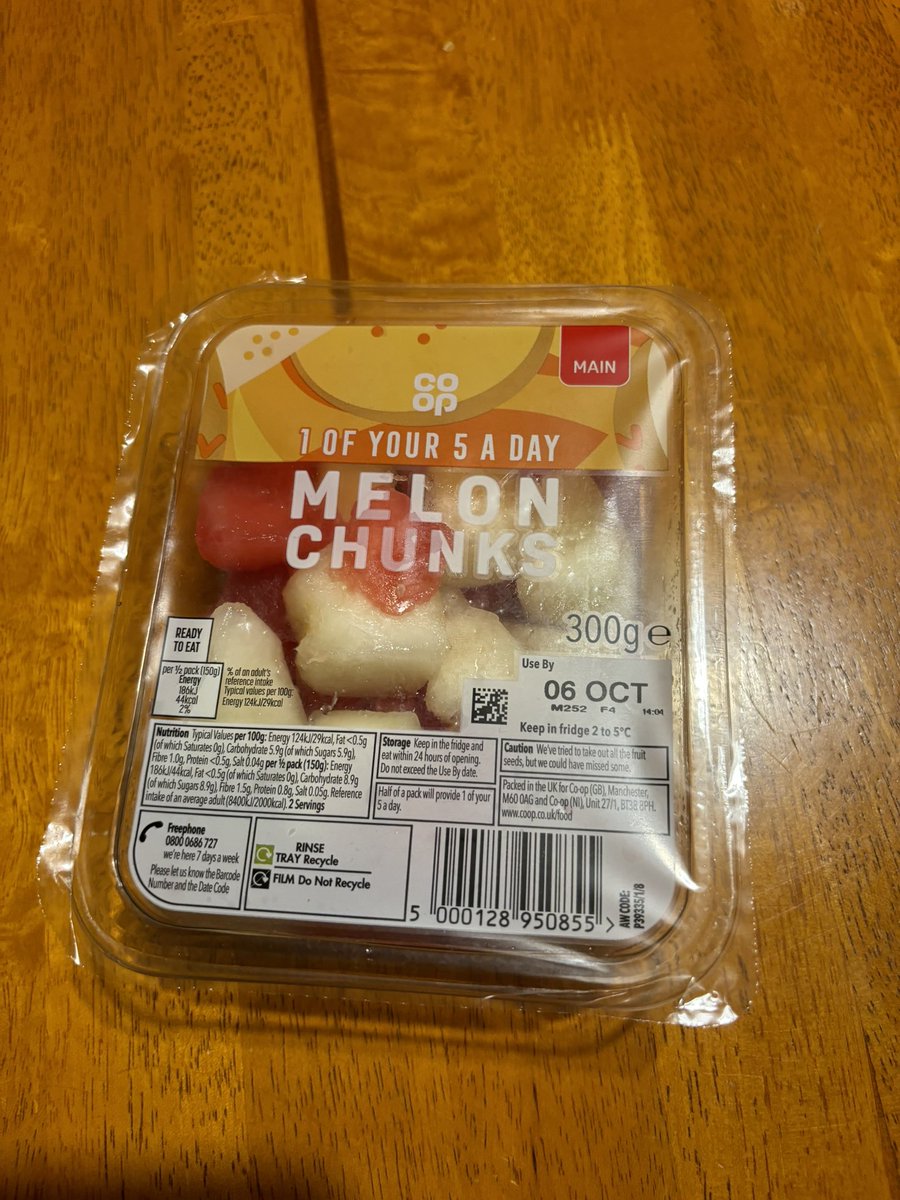 MAIN
CO
OP
1 OF YOUR 5 A DAY
MELON
CHUNKS
300g e
READY
TO EAT
per ½ pack (150g)
Energy
186kJ
44kcal
2%
% of an adult's
reference intake
Typical values per 100g:
Energy 124kJ/29kcal
Use By
06 OCT
M252 F4 14:04
Keep in fridge 2 to 5°C
Nutrition Typical Values per 100g: Energy 124kJ/29kcal, Fat <0.5g
(of which Saturates 0g), Carbohydrate 5.9g (of which Sugars 5.9g),
Fibre 1.0g, Protein <0.5g, Salt 0.04g per ½ pack (150g): Energy
186kJ/44kcal, Fat <0.5g (of which Saturates 0g), Carbohydrate 8.9g
(of which Sugars 8.9g), Fibre 1.5g, Protein 0.8g, Salt 0.05g. Reference
intake of an average adult (8400kJ/2000kcal). 2 Servings
Storage Keep in the fridge and
eat within 24 hours of opening.
Do not exceed the Use By date.
Half of a pack will provide 1 of your
5 a day.
Caution We've tried to take out all the fruit
seeds, but we could have missed some.
Packed in the UK for Co-op (GB), Manchester,
M60 0AG and Co-op (NI), Unit 27/1, BT3B 8PH.
www.coop.co.uk/food
Freephone
0800 0686 727
we're here 7 days a week
Please let us know the Barcode
Number and the Date Code
RINSE
TRAY Recycle
FILM Do Not Recycle
5 000128 950855 >
AW CODE:
P39335/1/8